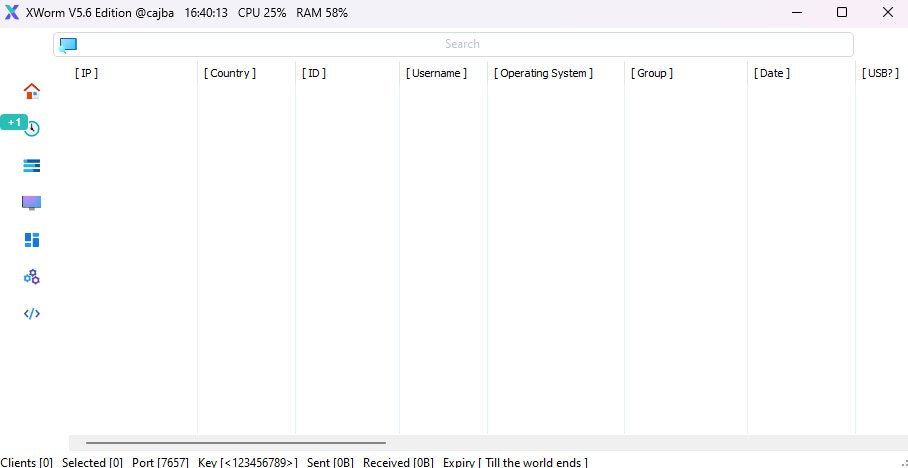 XWorm V5.6 Edition @cajba 16:40:13 CPU 25% RAM 58%
Search
[ IP ] [ Country ] [ ID ] [ Username ] [ Operating System ] [ Group ] [ Date ] [ USB? ]
+1
Clients [0] Selected [0] Port [7657] Key [<123456789>] Sent [0B] Received [0B] Expiry [ Till the world ends ]